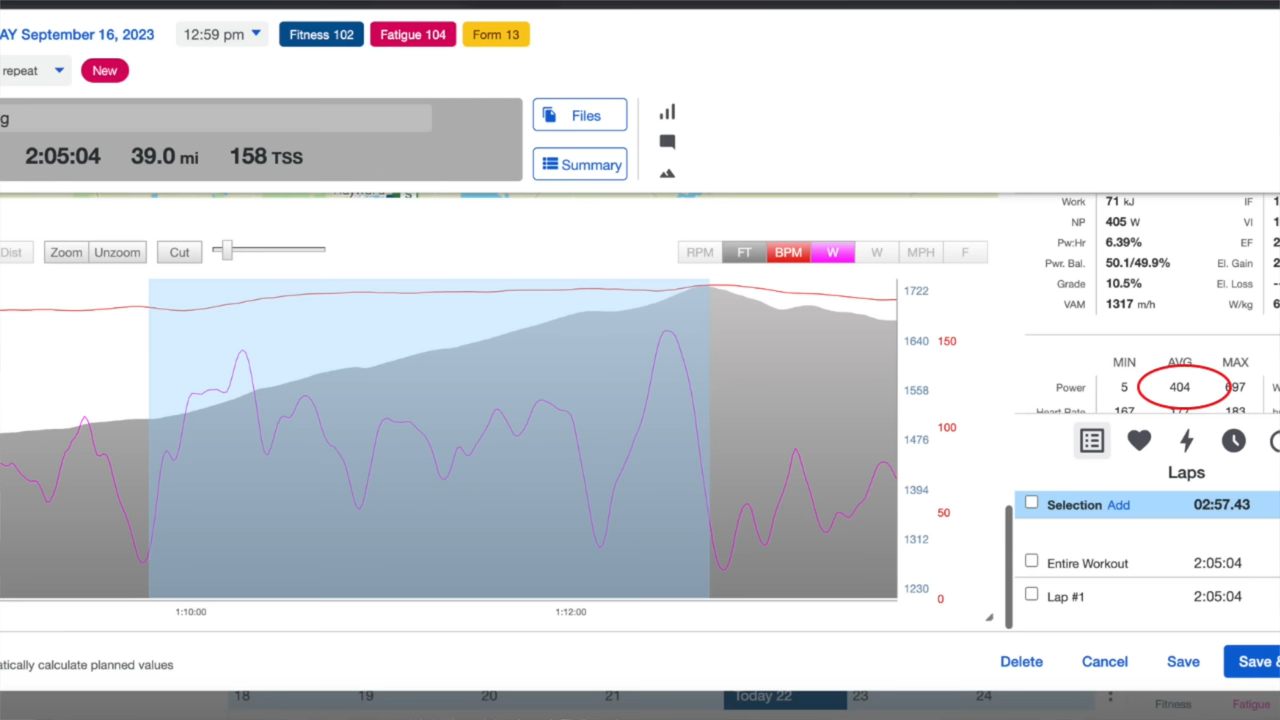 AY September 16, 2023 12:59 pm Fitness 102 Fatigue 104 Form 13
repeat New
g Files
2:05:04 39.0 mi 158 TSS
Summary
Work 71 kJ IF 1
NP 405 W VI 1
Pw:Hr 6.39% EF 2
Pwr. Bal. 50.1/49.9% El. Gain 2
Grade 10.5% El. Loss --
VAM 1317 m/h W/kg 6
Dist Zoom Unzoom Cut RPM FT BPM W W MPH F
1722
1640 150
1558
1476 100
1394
50
1312
1230 0
1:10:00 1:12:00
MIN AVG MAX
Power 5 404 697 W
Heart Rate 167 177 183 b
Laps
Selection Add 02:57.43
Entire Workout 2:05:04
Lap #1 2:05:04
atically calculate planned values
Delete Cancel Save Save &
18 19 20 21 Today 22 23 24
Fitness Fatigue